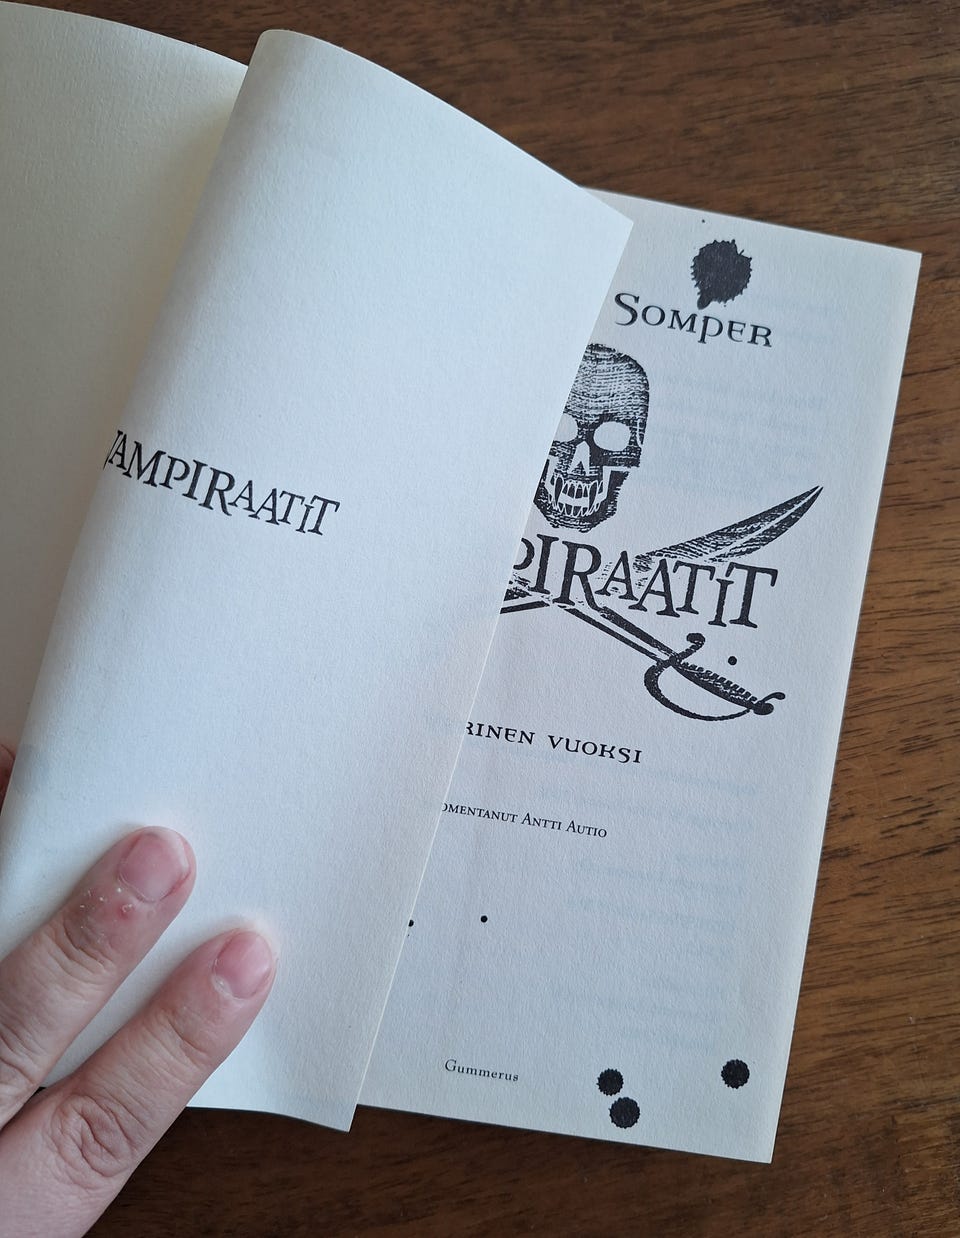 VAMPIRAATIT
SOMPER
PIRAATIT
RINEN VUOKSI
OMENTANUT ANTTI AUTIO
Gummerus